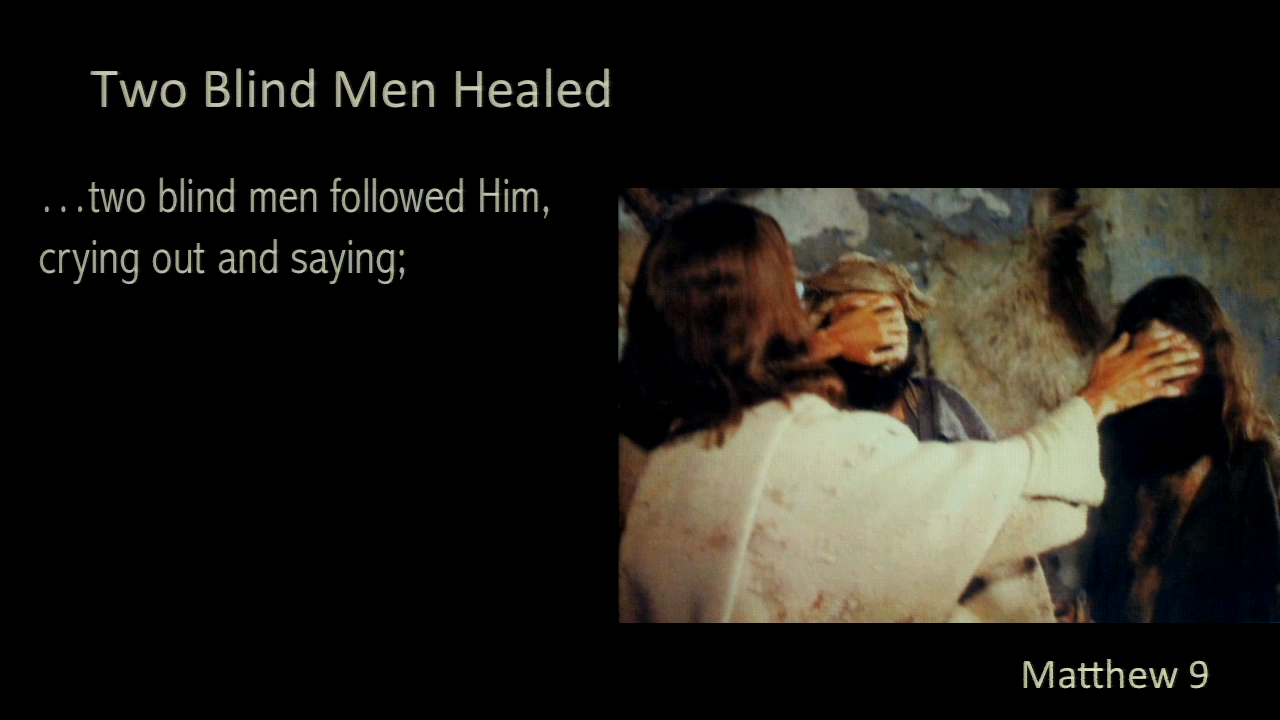 Two Blind Men Healed
...two blind men followed Him,
crying out and saying;
Matthew 9